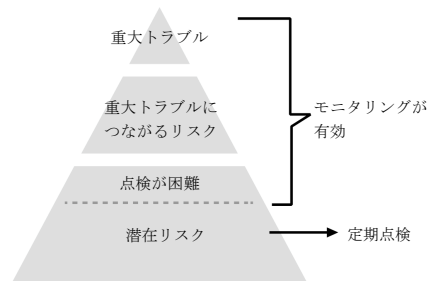 重大トラブル
重大トラブルに
つながるリスク
モニタリングが
有効
点検が困難
潜在リスク
定期点検